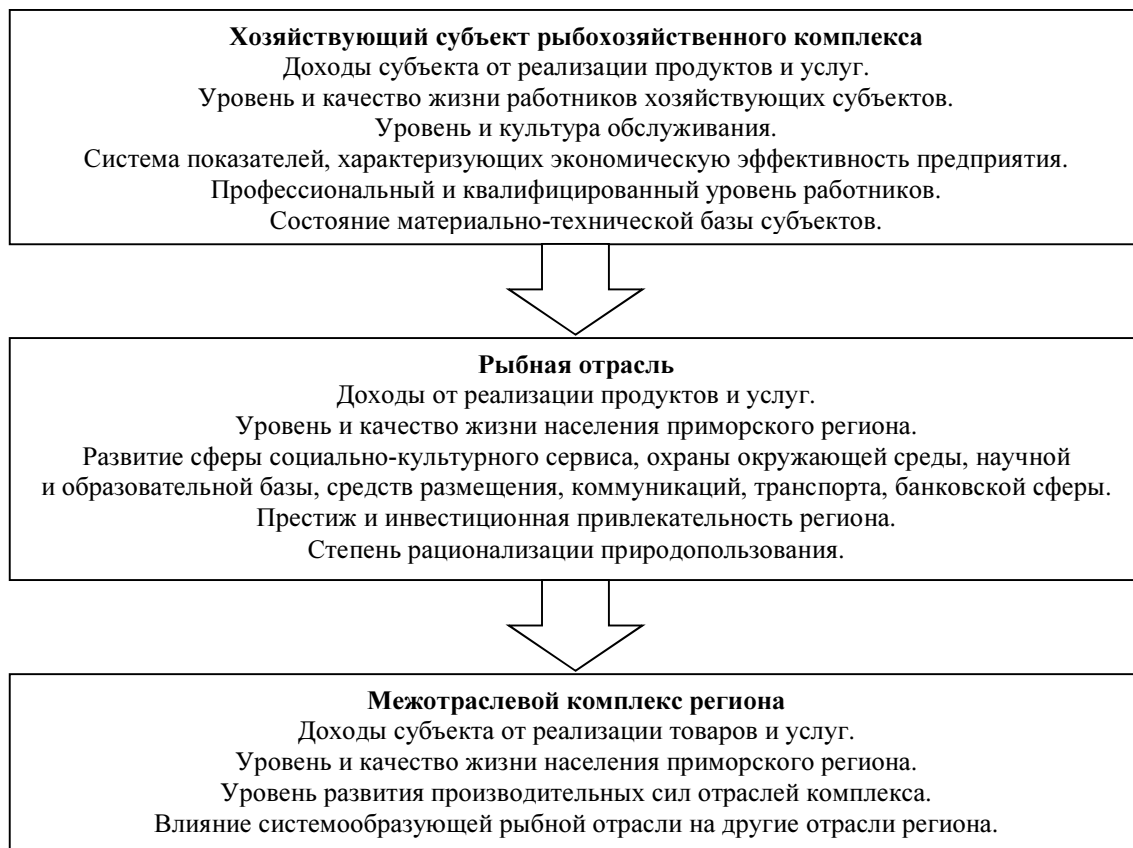 Хозяйствующий субъект рыбохозяйственного комплекса
Доходы субъекта от реализации продуктов и услуг.
Уровень и качество жизни работников хозяйствующих субъектов.
Уровень и культура обслуживания.
Система показателей, характеризующих экономическую эффективность предприятия.
Профессиональный и квалифицированный уровень работников.
Состояние материально-технической базы субъектов.
Рыбная отрасль
Доходы от реализации продуктов и услуг.
Уровень и качество жизни населения приморского региона.
Развитие сферы социально-культурного сервиса, охраны окружающей среды, научной
и образовательной базы, средств размещения, коммуникаций, транспорта, банковской сферы.
Престиж и инвестиционная привлекательность региона.
Степень рационализации природопользования.
Межотраслевой комплекс региона
Доходы субъекта от реализации товаров и услуг.
Уровень и качество жизни населения приморского региона.
Уровень развития производительных сил отраслей комплекса.
Влияние системообразующей рыбной отрасли на другие отрасли региона.